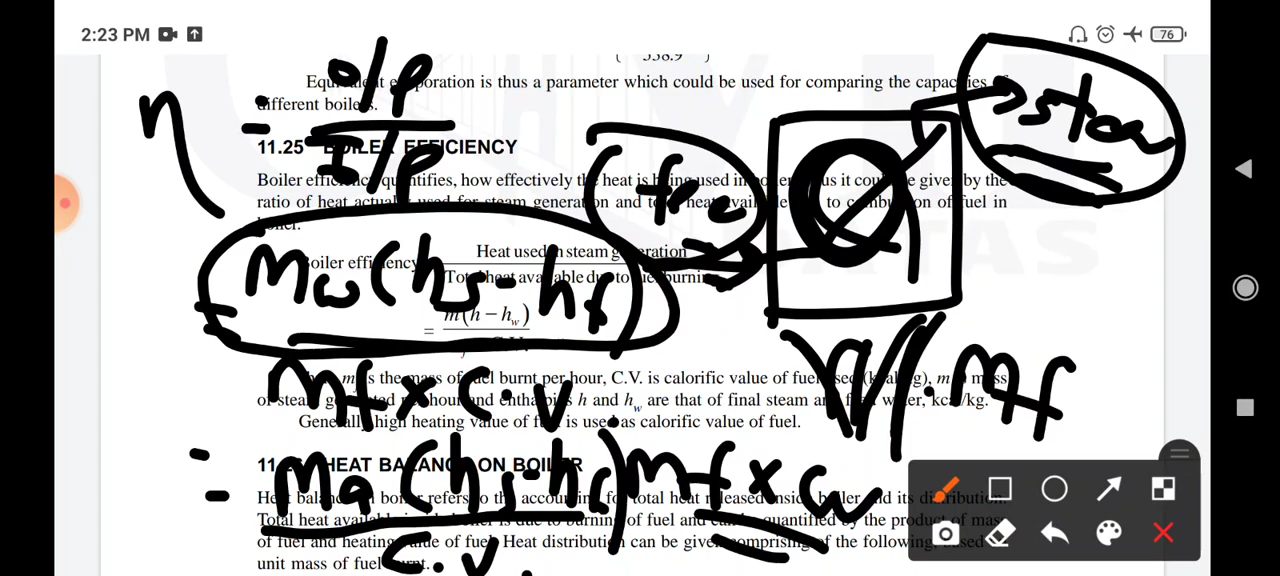 2:23 PM 76
538.9
Equivalent evaporation is thus a parameter which could be used for comparing the capacities of
different boilers.
η = O/P
I/P
11.25 BOILER EFFICIENCY
Boiler efficiency quantifies, how effectively the heat is being used in boiler. Thus it could be given by the
ratio of heat actually used for steam generation and total heat available due to combustion of fuel in
boiler.
(fre
Boiler efficiency
Heat used in steam generation
Total heat available due to fuel burning
Ma(hs-hf)
= m(h – hw)
mf × C.V.
is the mass of fuel burnt per hour, C.V. is calorific value of fuel used (kcal/kg), m is mass
of steam generated per hour and enthalpies h and hw are that of final steam and feed water, kcal/kg.
Generally, high heating value of fuel is used as calorific value of fuel.
Mf
= Ma(hs-hf)
C.V.
mf×
11.26 HEAT BALANCE ON BOILER
Heat balance on boiler refers to the accounting for total heat released inside boiler and its distribution.
Total heat available inside boiler is due to burning of fuel and can be quantified by the product of mass
of fuel and heating value of fuel. Heat distribution can be given comprising of the following, based
unit mass of fuel burnt.